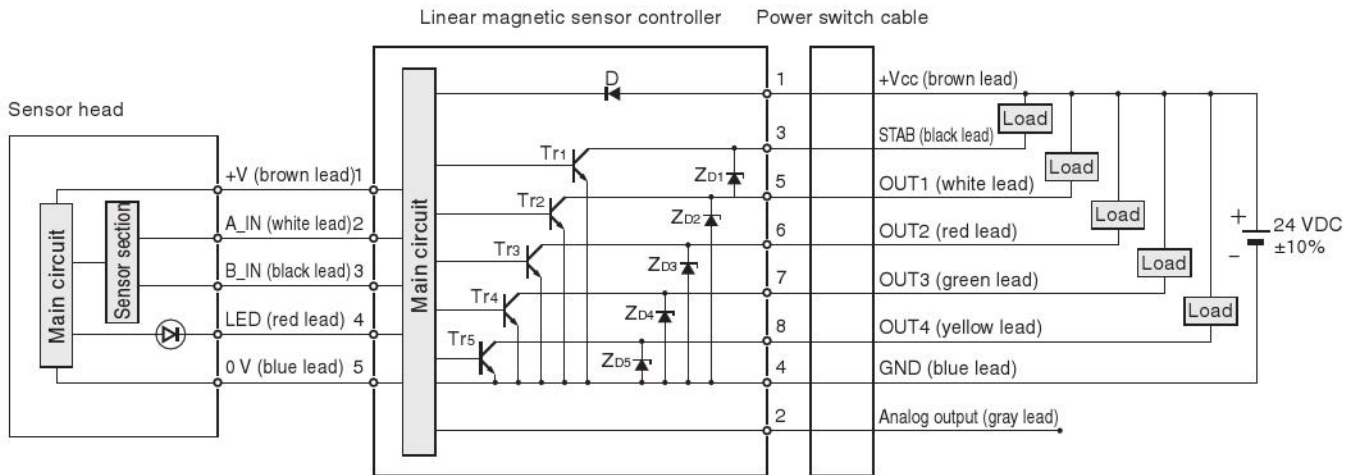 Linear magnetic sensor controller
Power switch cable
Sensor head
Main circuit
Sensor section
+V (brown lead) 1
A_IN (white lead) 2
B_IN (black lead) 3
LED (red lead) 4
0 V (blue lead) 5
Main circuit
D
Tr1
Tr2
Tr3
Tr4
Tr5
ZD1
ZD2
ZD3
ZD4
ZD5
1 +Vcc (brown lead)
3 STAB (black lead)
5 OUT1 (white lead)
6 OUT2 (red lead)
7 OUT3 (green lead)
8 OUT4 (yellow lead)
4 GND (blue lead)
2 Analog output (gray lead)
Load
Load
Load
Load
Load
+
24 VDC
±10%
−